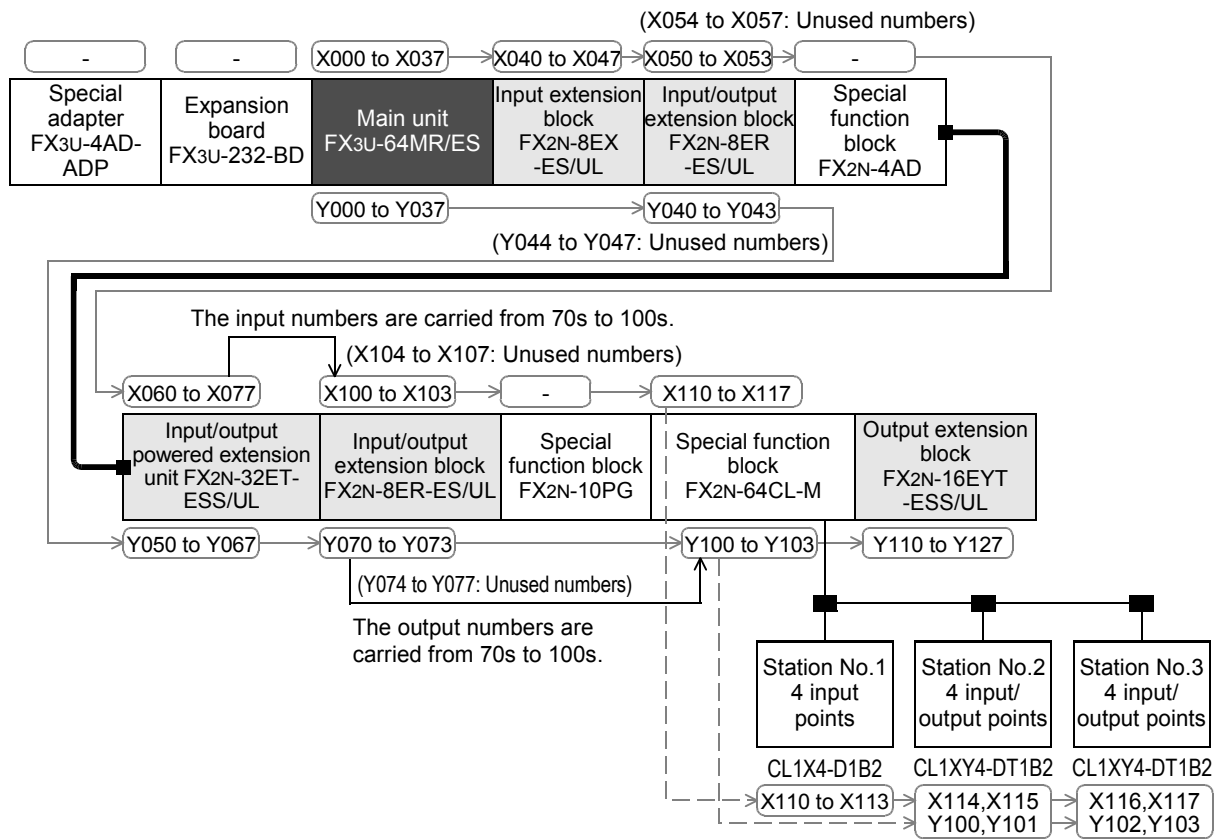 (X054 to X057: Unused numbers)
-
-
X000 to X037
X040 to X047
X050 to X053
-
Special
adapter
FX3U-4AD-
ADP
Expansion
board
FX3U-232-BD
Main unit
FX3U-64MR/ES
Input extension
block
FX2N-8EX
-ES/UL
Input/output
extension block
FX2N-8ER
-ES/UL
Special
function
block
FX2N-4AD
Y000 to Y037
Y040 to Y043
(Y044 to Y047: Unused numbers)
The input numbers are carried from 70s to 100s.
(X104 to X107: Unused numbers)
X060 to X077
X100 to X103
-
X110 to X117
Input/output
powered extension
unit FX2N-32ET-
ESS/UL
Input/output
extension block
FX2N-8ER-ES/UL
Special
function block
FX2N-10PG
Special function
block
FX2N-64CL-M
Output extension
block
FX2N-16EYT
-ESS/UL
Y050 to Y067
Y070 to Y073
Y100 to Y103
Y110 to Y127
(Y074 to Y077: Unused numbers)
The output numbers are
carried from 70s to 100s.
Station No.1
4 input
points
Station No.2
4 input/
output points
Station No.3
4 input/
output points
CL1X4-D1B2
CL1XY4-DT1B2
CL1XY4-DT1B2
X110 to X113
X114,X115
Y100,Y101
X116,X117
Y102,Y103